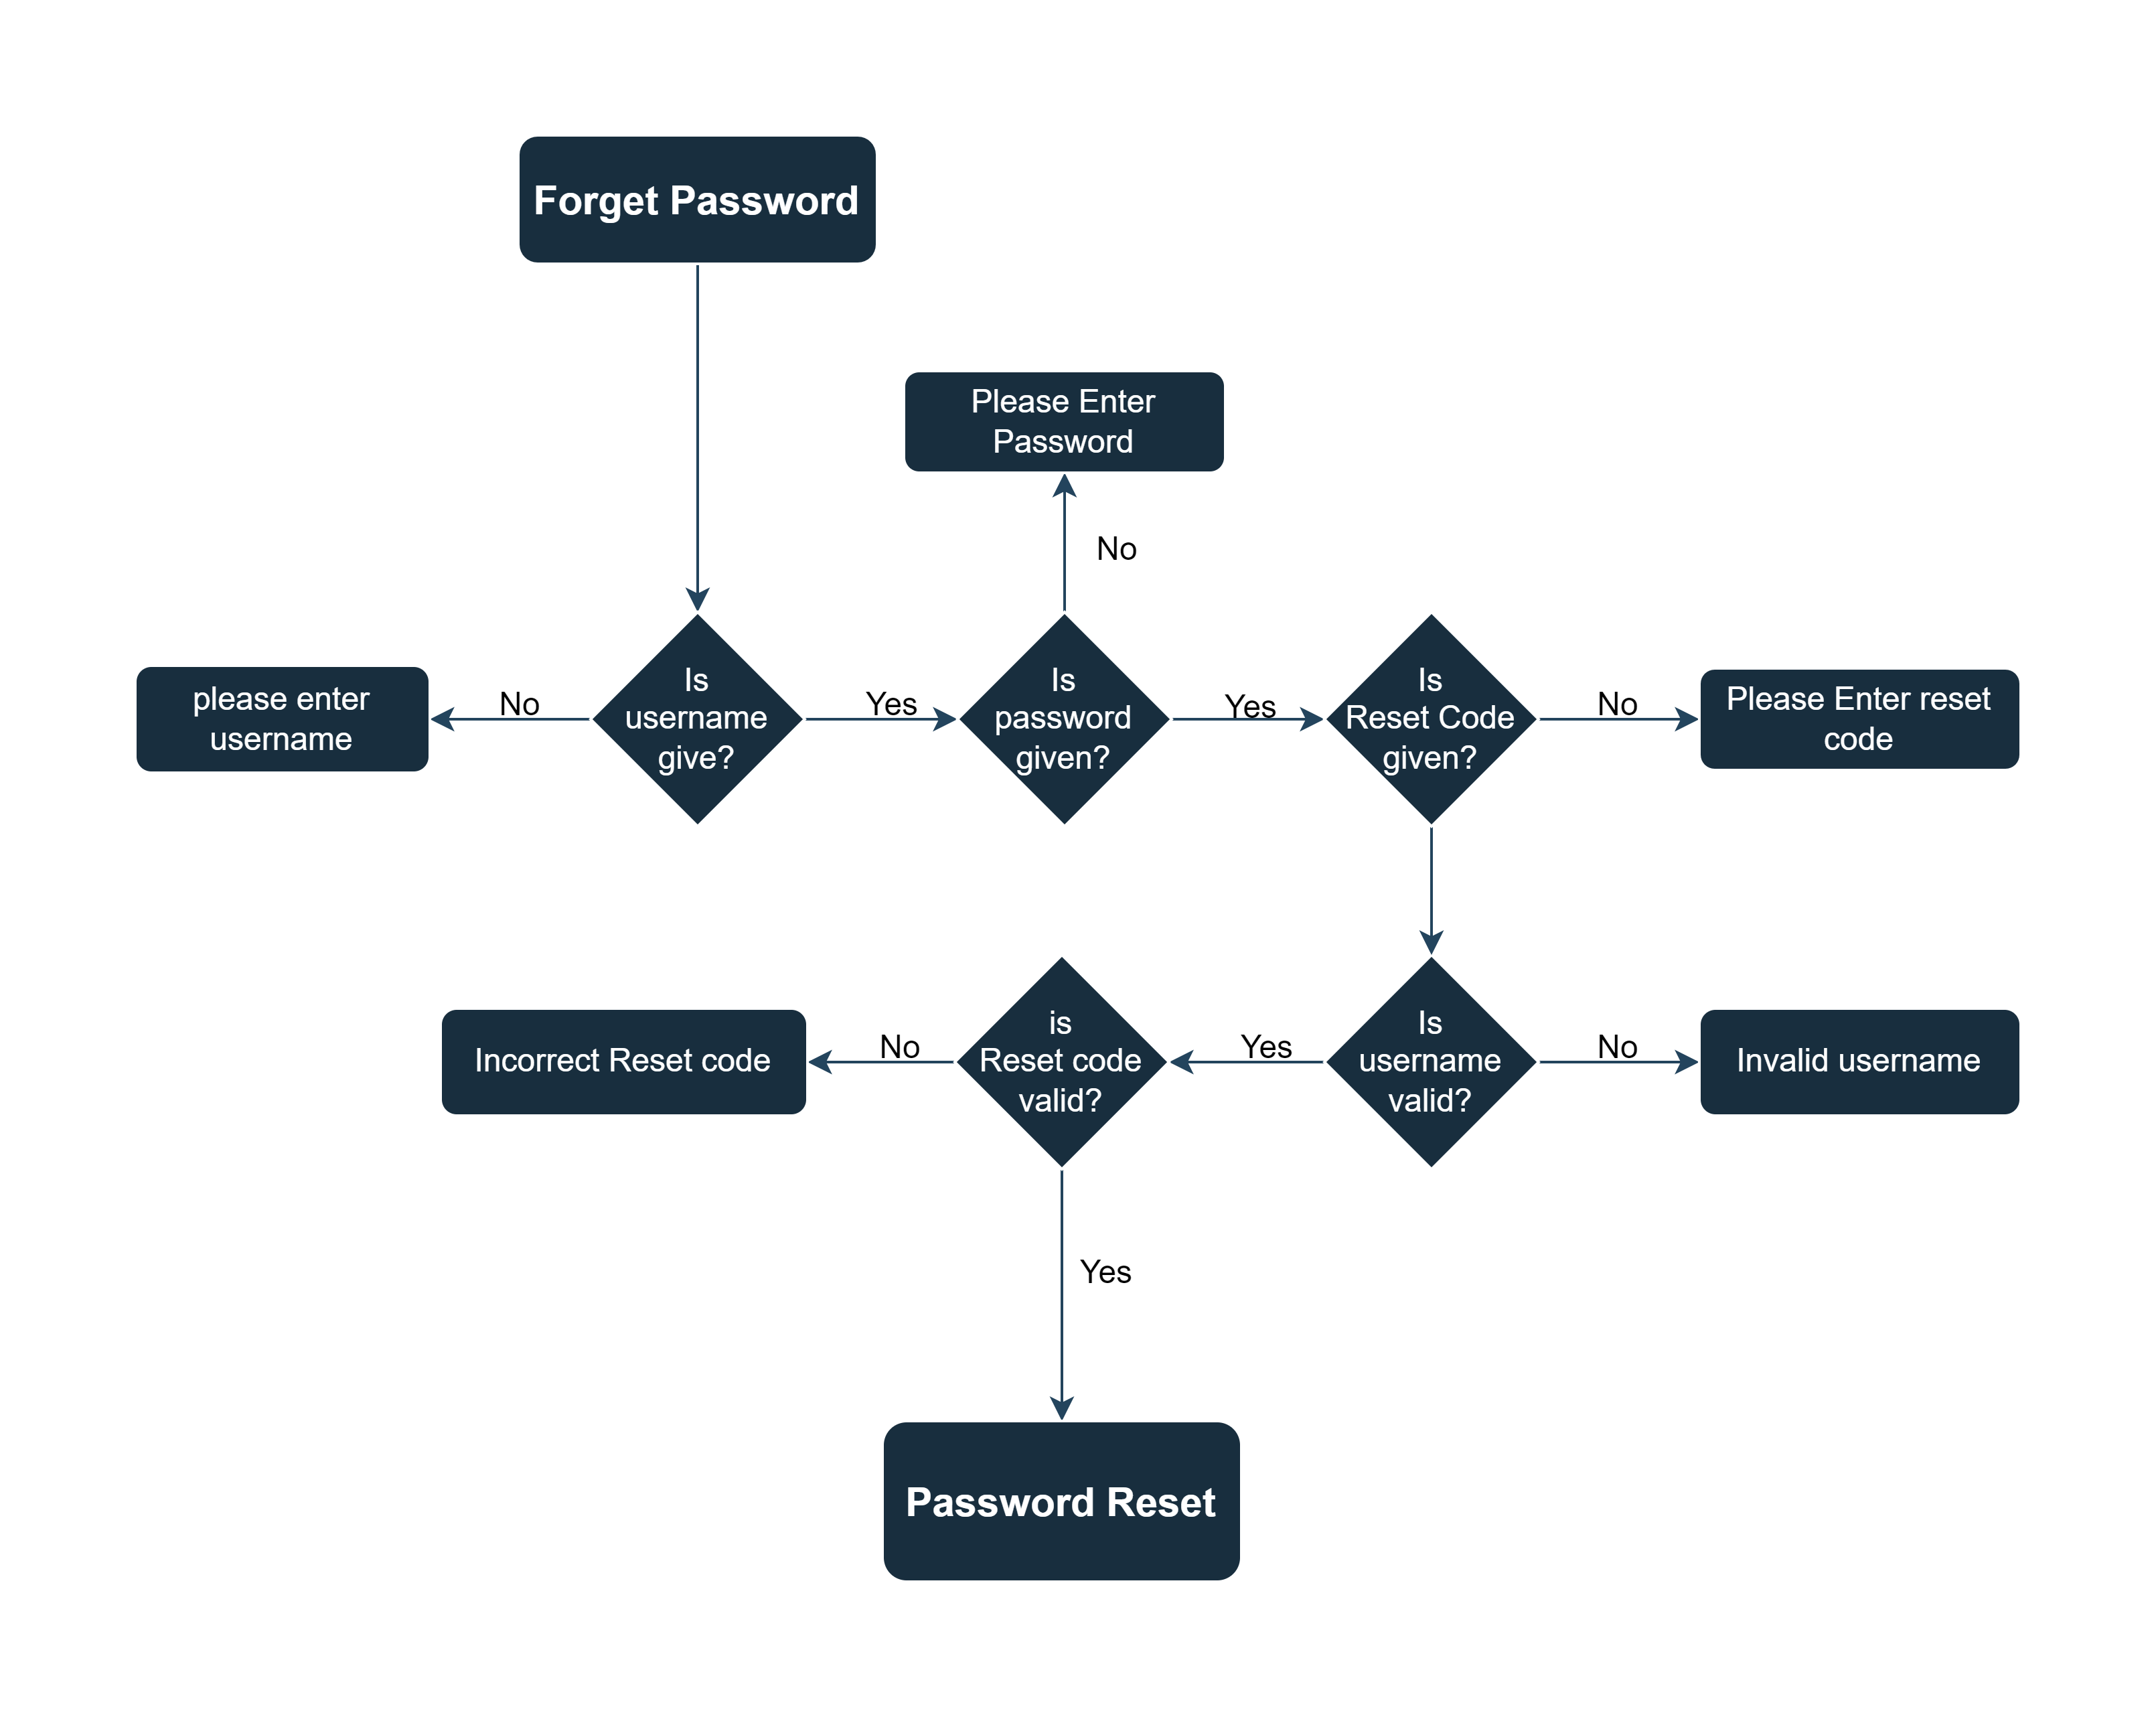 Forget Password
Please Enter
Password
No
please enter
username
No
Is
username
give?
Yes
Is
password
given?
Yes
Is
Reset Code
given?
No
Please Enter reset
code
Incorrect Reset code
No
is
Reset code
valid?
Yes
Is
username
valid?
No
Invalid username
Yes
Password Reset